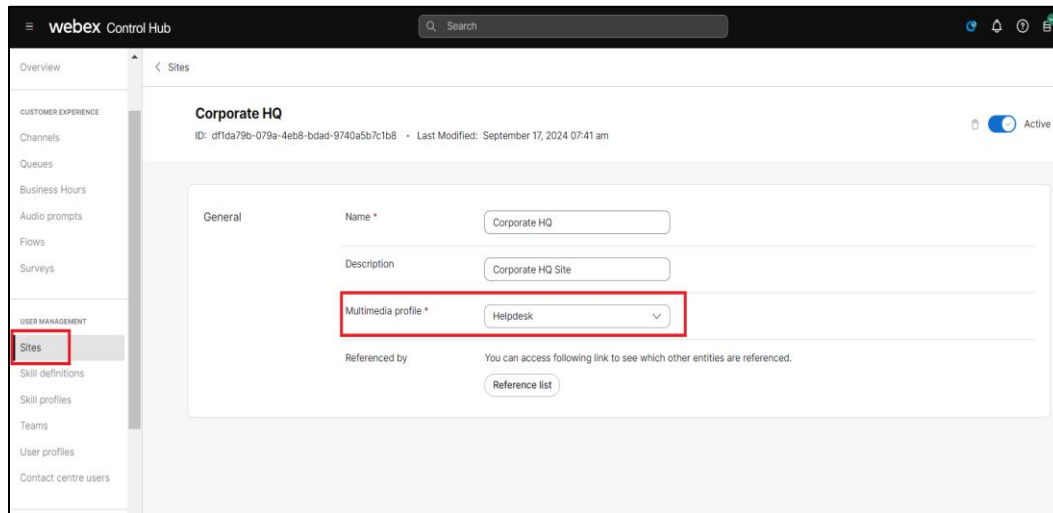 webex Control Hub
Search
Overview
CUSTOMER EXPERIENCE
Channels
Queues
Business Hours
Audio prompts
Flows
Surveys
USER MANAGEMENT
Sites
Skill definitions
Skill profiles
Teams
User profiles
Contact centre users
Sites
Corporate HQ
ID: df1da79b-079a-4eb8-bdad-9740a5b7c1b8 • Last Modified: September 17, 2024 07:41 am
Active
General
Name *
Corporate HQ
Description
Corporate HQ Site
Multimedia profile *
Helpdesk
Referenced by
You can access following link to see which other entities are referenced.
Reference list